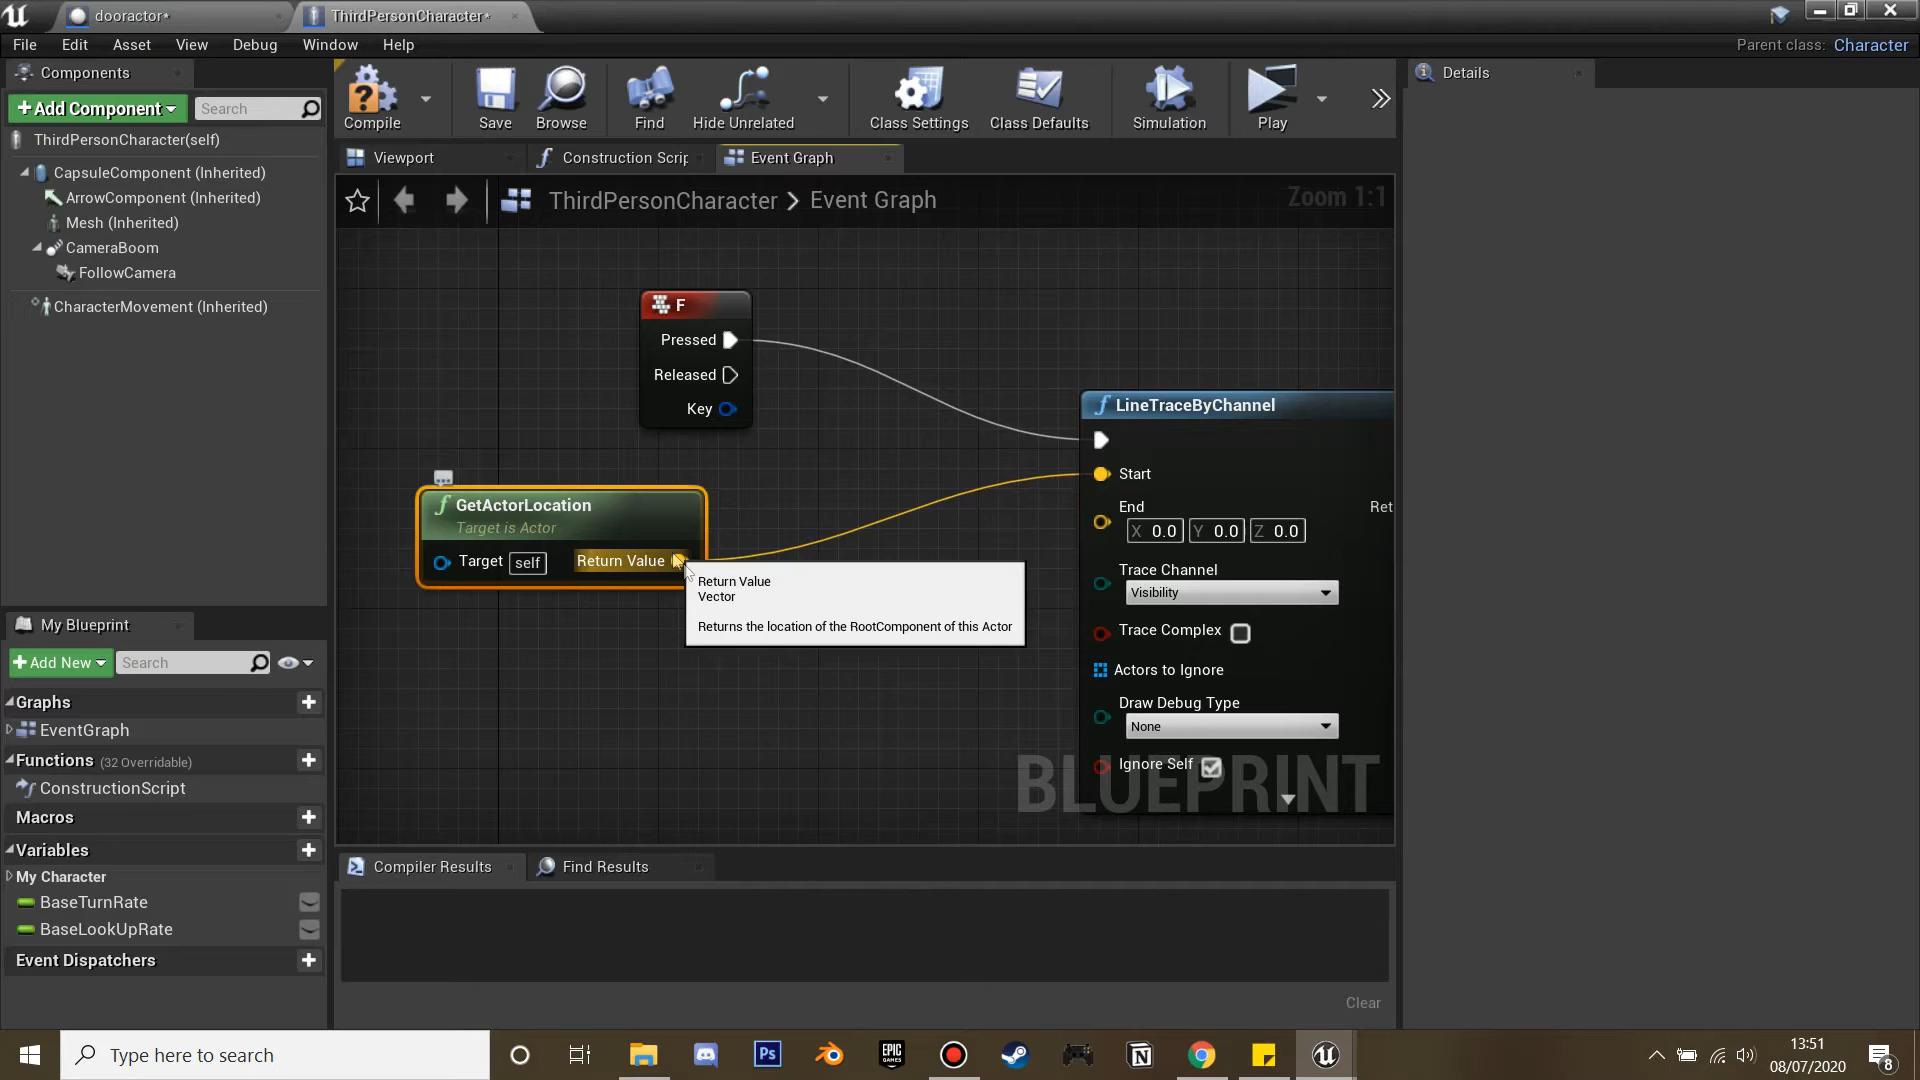 dooractor*
ThirdPersonCharacter*
File Edit Asset View Debug Window Help
Parent class: Character
Components
+Add Component
Search
ThirdPersonCharacter(self)
CapsuleComponent (Inherited)
ArrowComponent (Inherited)
Mesh (Inherited)
CameraBoom
FollowCamera
CharacterMovement (Inherited)
Compile
Save
Browse
Find
Hide Unrelated
Class Settings
Class Defaults
Simulation
Play
Viewport
Construction Scrip
Event Graph
ThirdPersonCharacter > Event Graph
Zoom 1:1
F
Pressed
Released
Key
GetActorLocation
Target is Actor
Target self
Return Value
Return Value
Vector
Returns the location of the RootComponent of this Actor
LineTraceByChannel
Start
End
Ret
X 0.0 Y 0.0 Z 0.0
Trace Channel
Visibility
Trace Complex
Actors to Ignore
Draw Debug Type
None
Ignore Self
BLUEPRINT
Details
My Blueprint
+Add New
Search
Graphs
EventGraph
Functions (32 Overridable)
ConstructionScript
Macros
Variables
My Character
BaseTurnRate
BaseLookUpRate
Event Dispatchers
Compiler Results
Find Results
Clear
Type here to search
Ps
EPIC
GAMES
N
13:51
08/07/2020
8